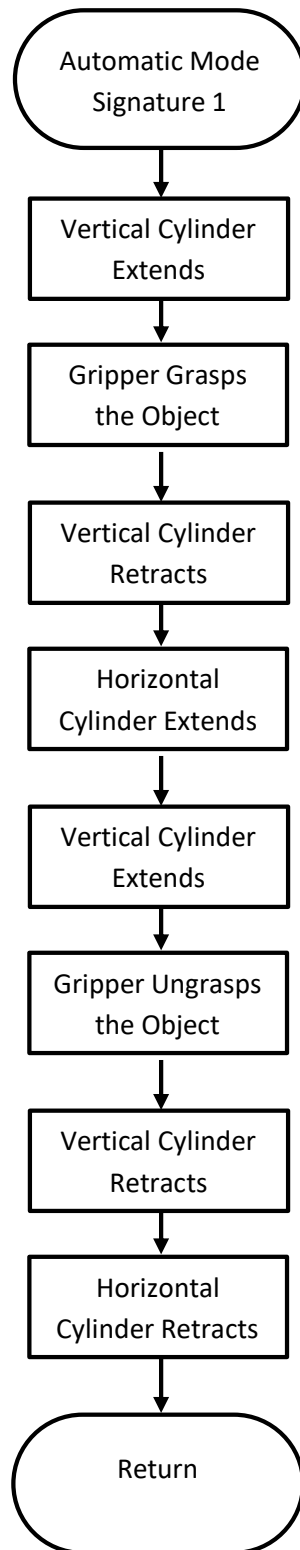 Automatic Mode
Signature 1
Vertical Cylinder
Extends
Gripper Grasps
the Object
Vertical Cylinder
Retracts
Horizontal
Cylinder Extends
Vertical Cylinder
Extends
Gripper Ungrasps
the Object
Vertical Cylinder
Retracts
Horizontal
Cylinder Retracts
Return